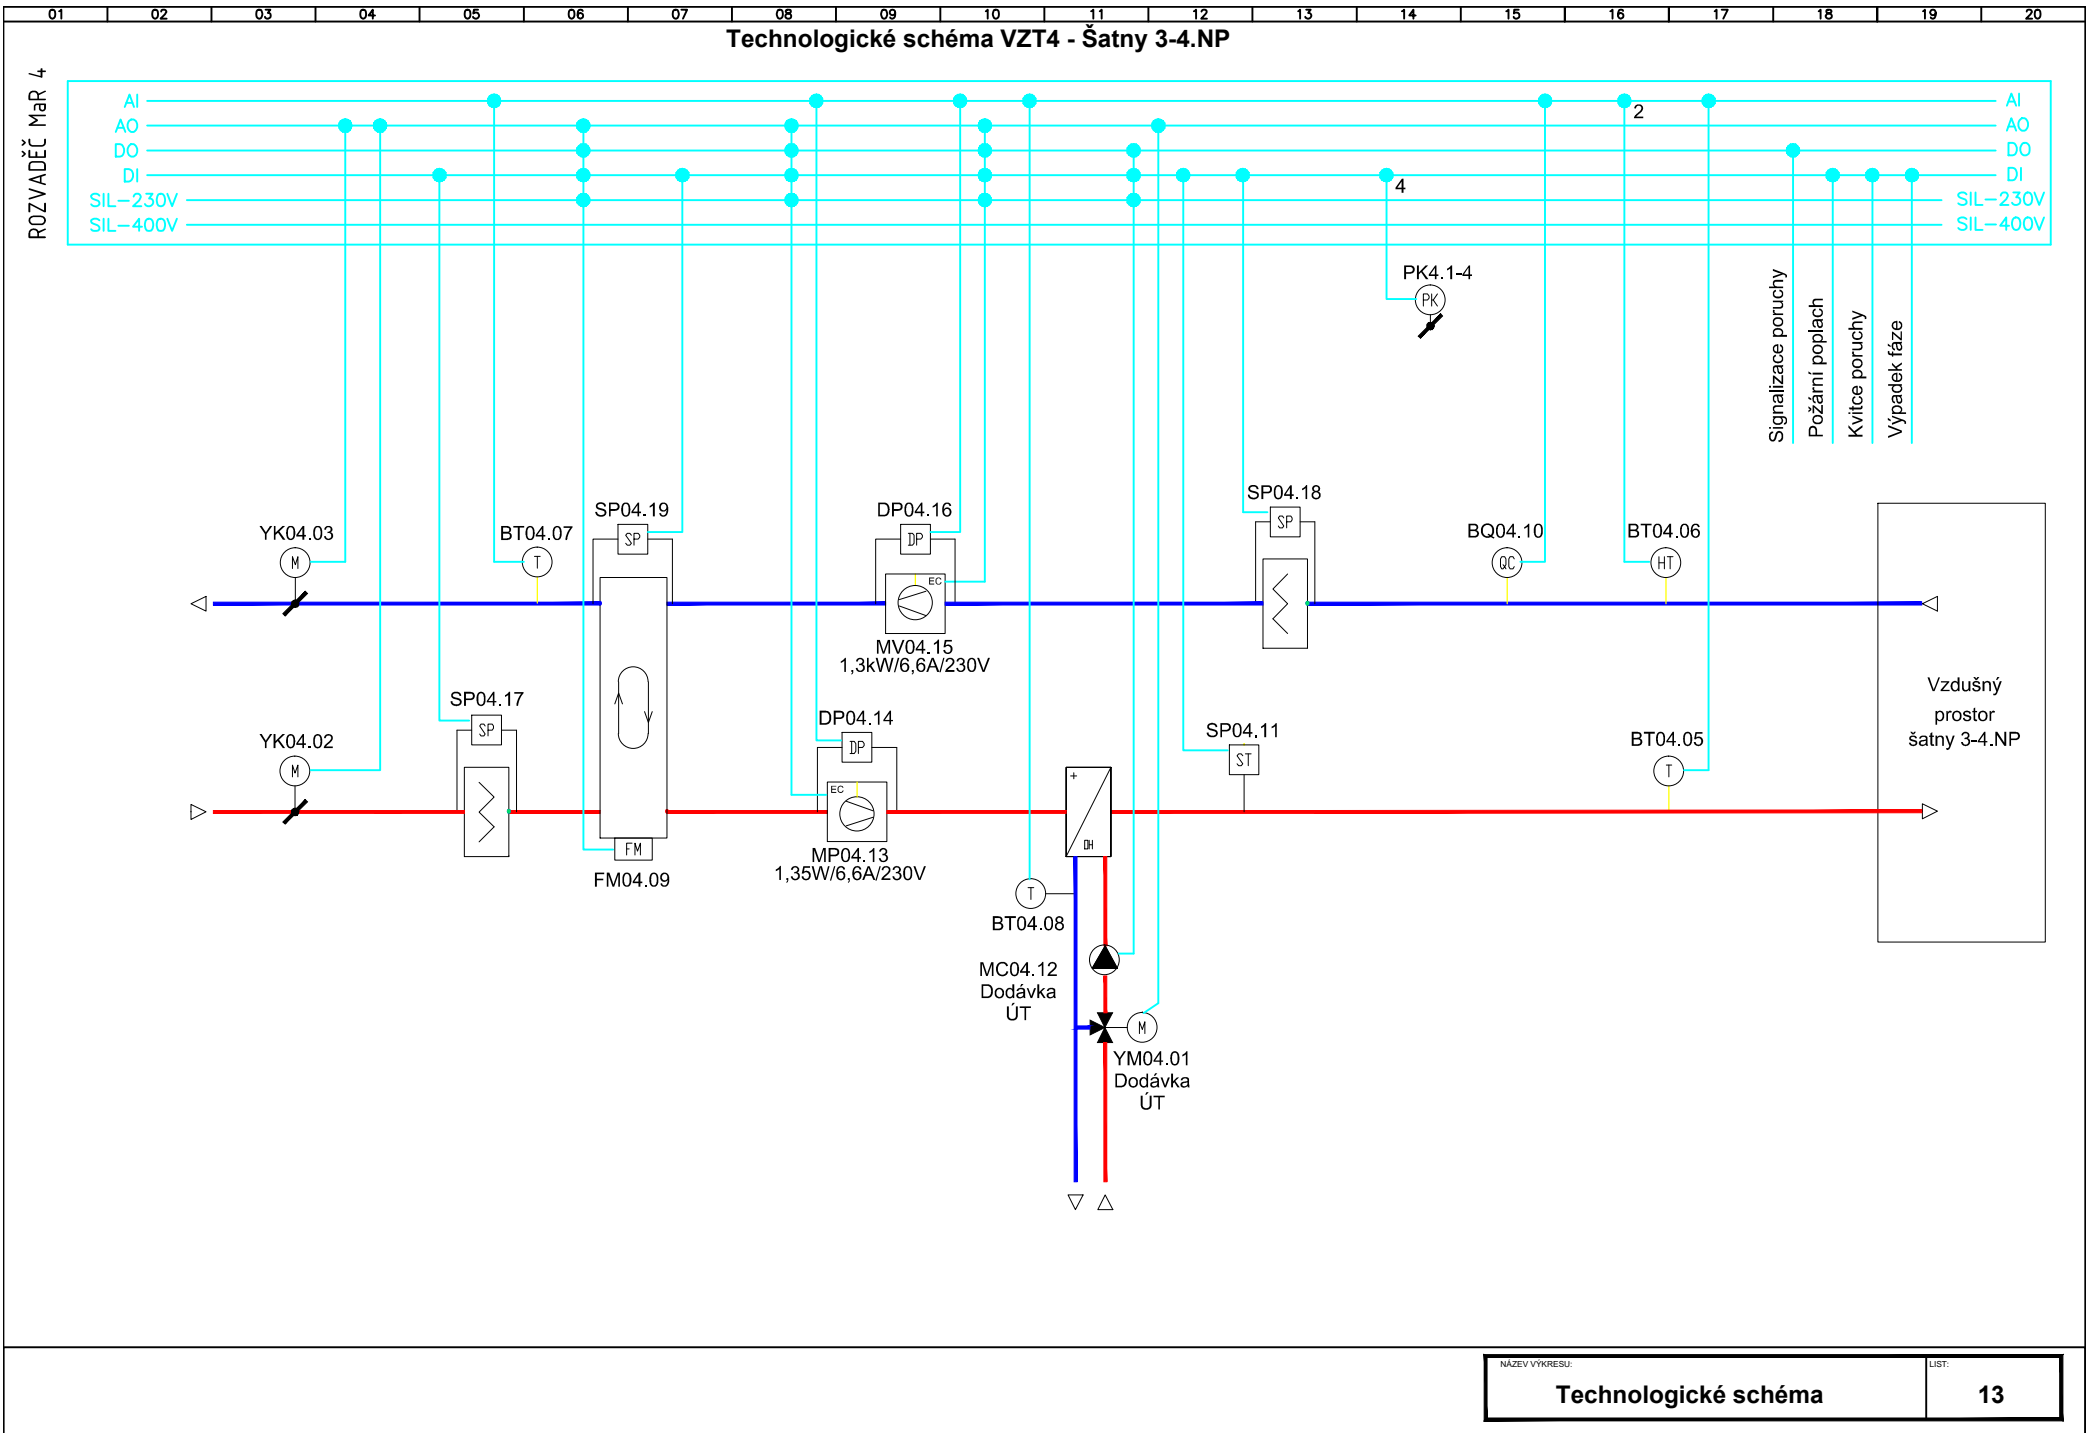 01 02 03 04 05 06 07 08 09 10 11 12 13 14 15 16 17 18 19 20
Technologické schéma VZT4 - Šatny 3-4.NP
ROZVADĚČ MaR 4
AI AI
2
AO AO
DO DO
DI DI
4
SIL-230V SIL-230V
SIL-400V SIL-400V
PK4.1-4
PK
Signalizace poruchy
Požární poplach
Kvitce poruchy
Výpadek fáze
YK04.03
M
BT04.07
T
SP04.19
SP
DP04.16
DP
EC
MV04.15
1,3kW/6,6A/230V
SP04.18
SP
BQ04.10
QC
BT04.06
HT
YK04.02
M
SP04.17
SP
FM
FM04.09
DP04.14
DP
EC
MP04.13
1,35W/6,6A/230V
+
DH
SP04.11
ST
BT04.05
T
Vzdušný
prostor
šatny 3-4.NP
T
BT04.08
MC04.12
Dodávka
ÚT
M
YM04.01
Dodávka
ÚT
NÁZEV VÝKRESU:
Technologické schéma
LIST:
13